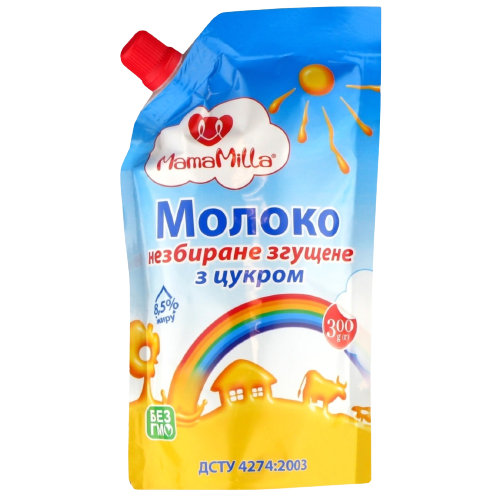 MamaMilla®
Молоко
незбиране згущене
з цукром
8,5%
жиру
300
g (г)
БЕЗ
ГМО
ДСТУ 4274:2003